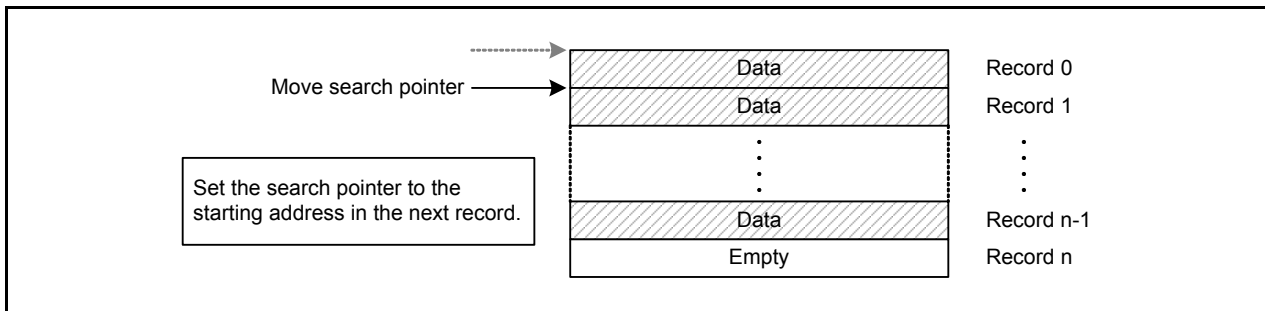 Data Record 0
Move search pointer
Data Record 1
Set the search pointer to the
starting address in the next record.
Data Record n-1
Empty Record n